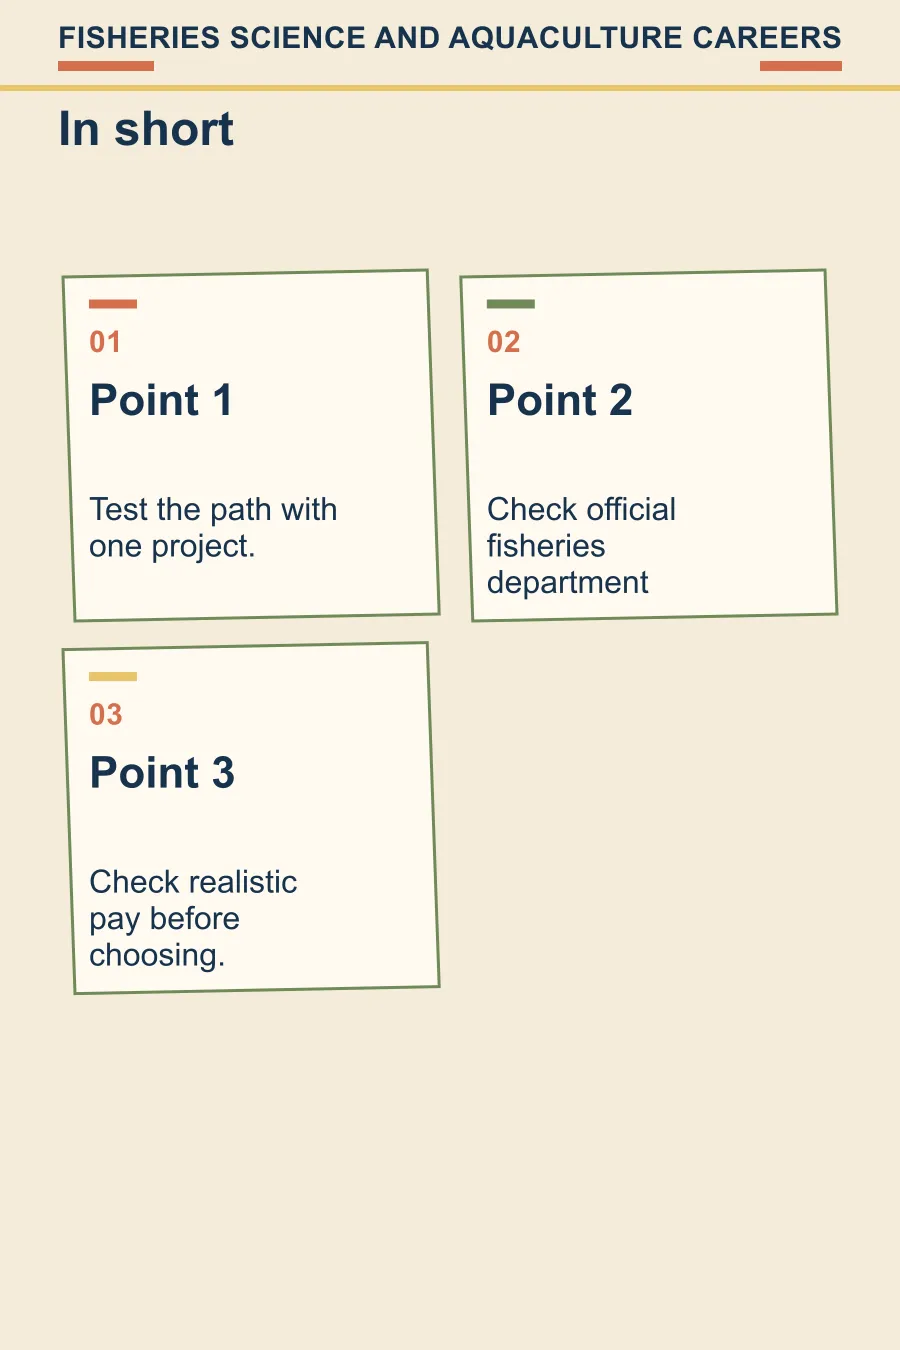 FISHERIES SCIENCE AND AQUACULTURE CAREERS
In short
01
Point 1
Test the path with
one project.
02
Point 2
Check official
fisheries
department
03
Point 3
Check realistic
pay before
choosing.